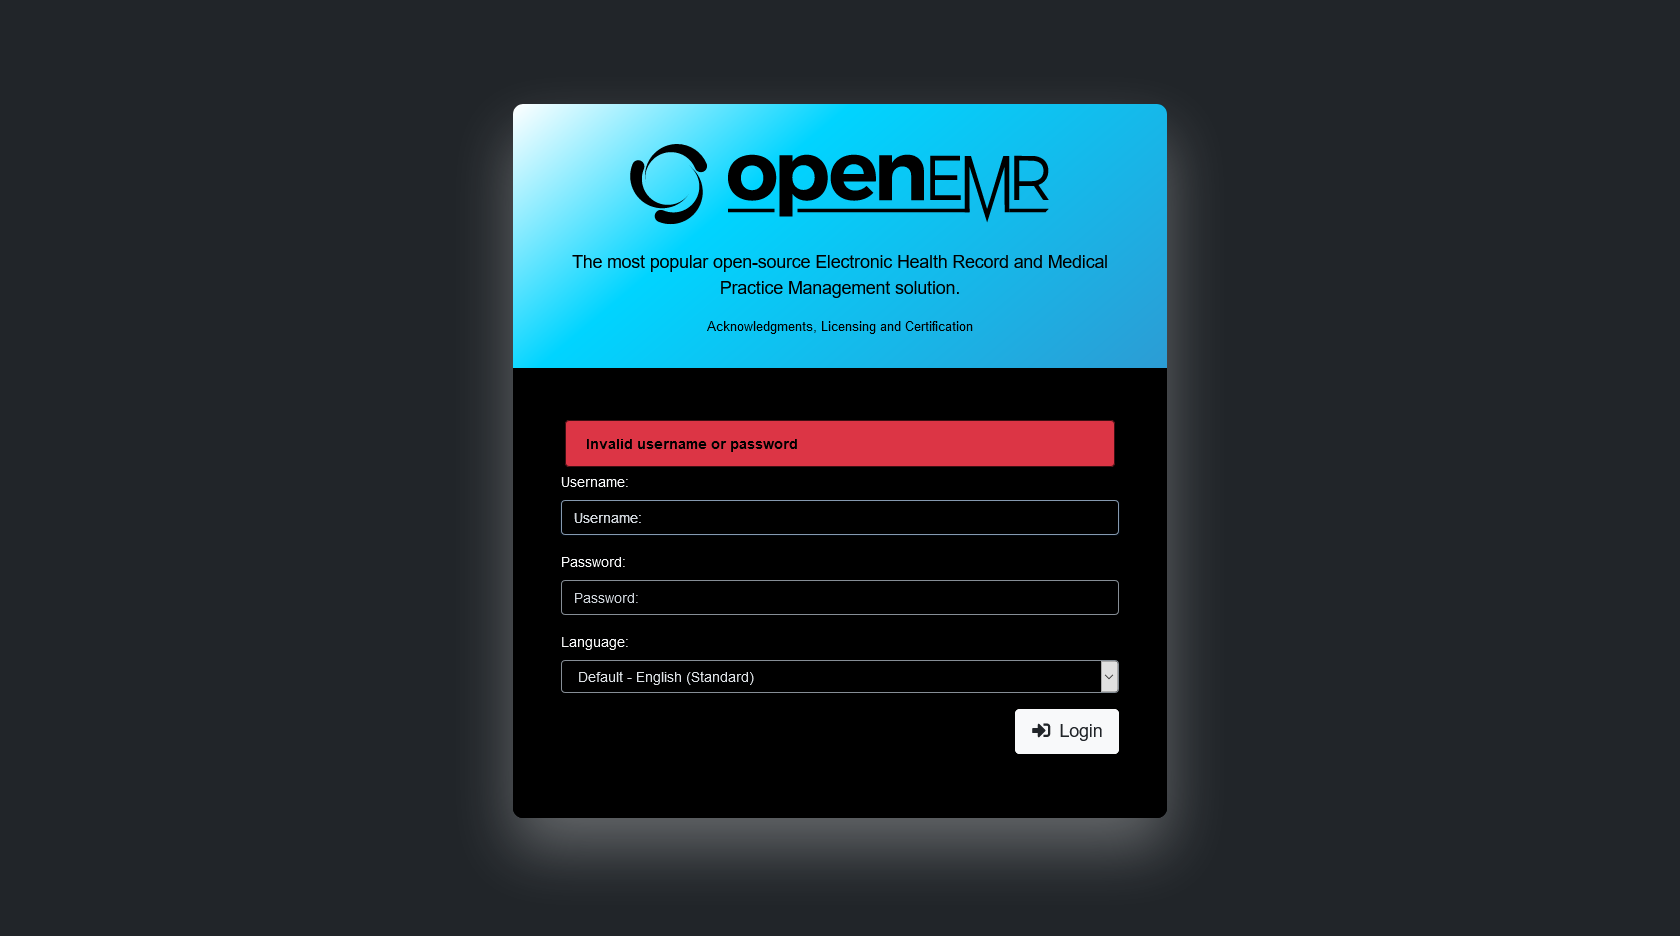 openEMR
The most popular open-source Electronic Health Record and Medical
Practice Management solution.
Acknowledgments, Licensing and Certification
Invalid username or password
Username:
Username:
Password:
Password:
Language:
Default - English (Standard)
Login